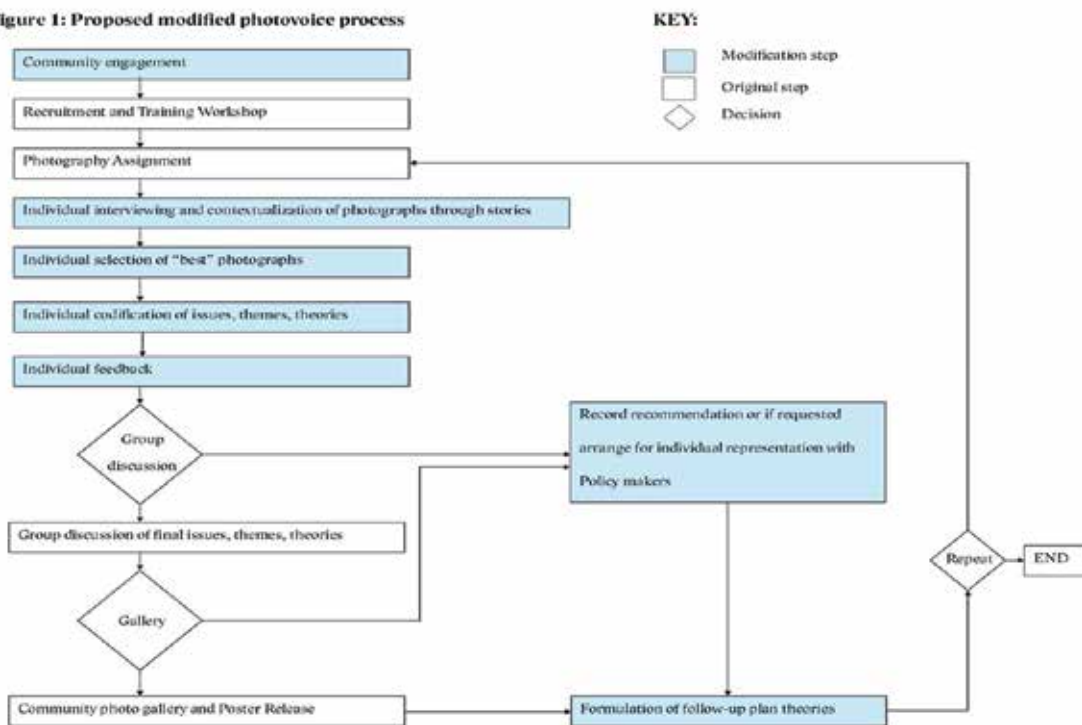 igure 1: Proposed modified photovoice process
KEY:
Modification step
Original step
Decision
Community engagement
Recruitment and Training Workshop
Photography Assignment
Individual interviewing and contextualization of photographs through stories
Individual selection of "best" photographs
Individual codification of issues, themes, theories
Individual feedback
Group
discussion
Record recommendation or if requested
arrange for individual representation with
Policy makers
Group discussion of final issues, themes, theories
Gullery
Repeat
END
Community photo gallery and Poster Release
Formulation of follow-up plan theories